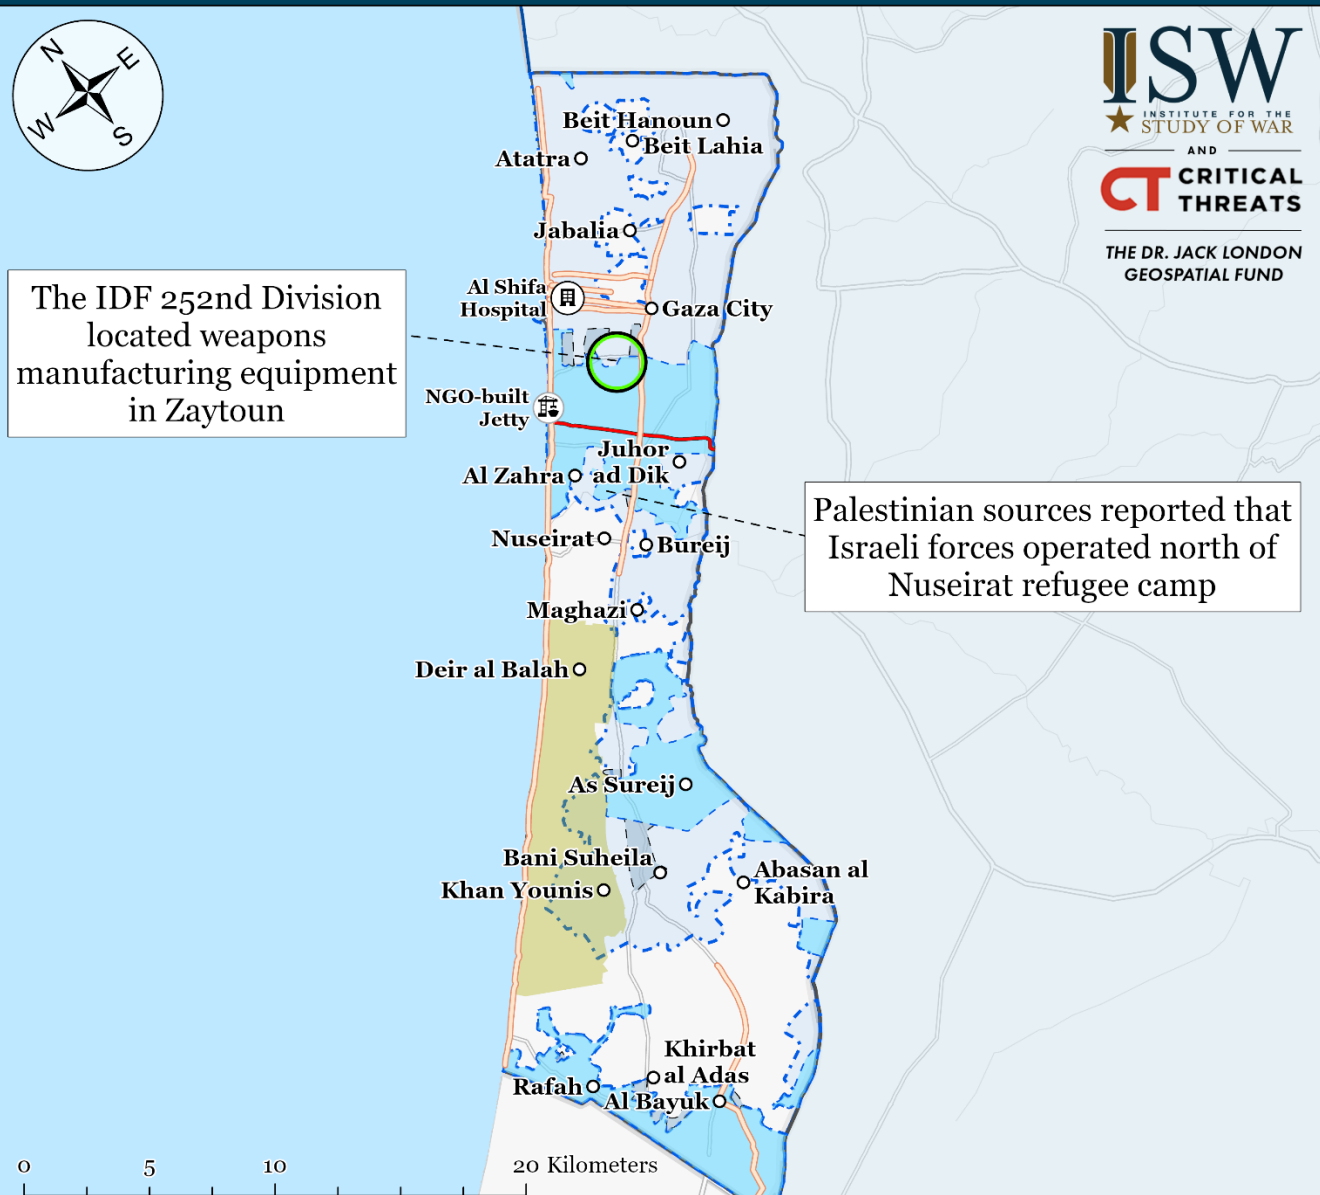 N
E
W
S
ISW
INSTITUTE FOR THE
STUDY OF WAR
AND
CT CRITICAL
THREATS
THE DR. JACK LONDON
GEOSPATIAL FUND
Beit Hanoun
Beit Lahia
Atatra
Jabalia
Al Shifa
Hospital
Gaza City
The IDF 252nd Division
located weapons
manufacturing equipment
in Zaytoun
NGO-built
Jetty
Juhor
ad Dik
Al Zahra
Palestinian sources reported that
Israeli forces operated north of
Nuseirat refugee camp
Nuseirat
Bureij
Maghazi
Deir al Balah
As Sureij
Bani Suheila
Khan Younis
Abasan al
Kabira
Khirbat
al Adas
Rafah
Al Bayuk
0 5 10 20 Kilometers